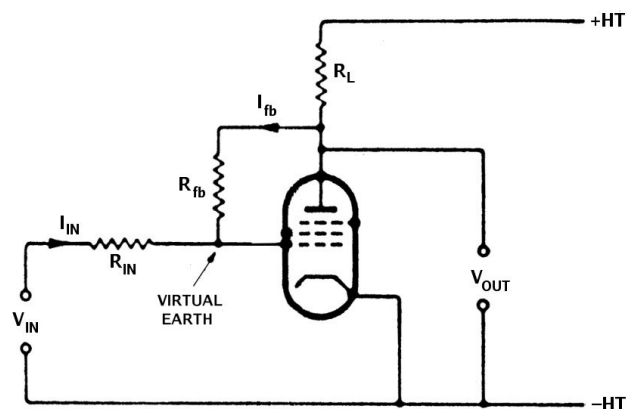 +HT
R_L
I_fb
R_fb
I_IN
R_IN
VIRTUAL
EARTH
V_IN
V_OUT
−HT